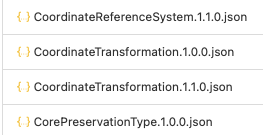 CoordinateReferenceSystem.1.1.0.json
CoordinateTransformation.1.0.0.json
CoordinateTransformation.1.1.0.json
CorePreservationType.1.0.0.json